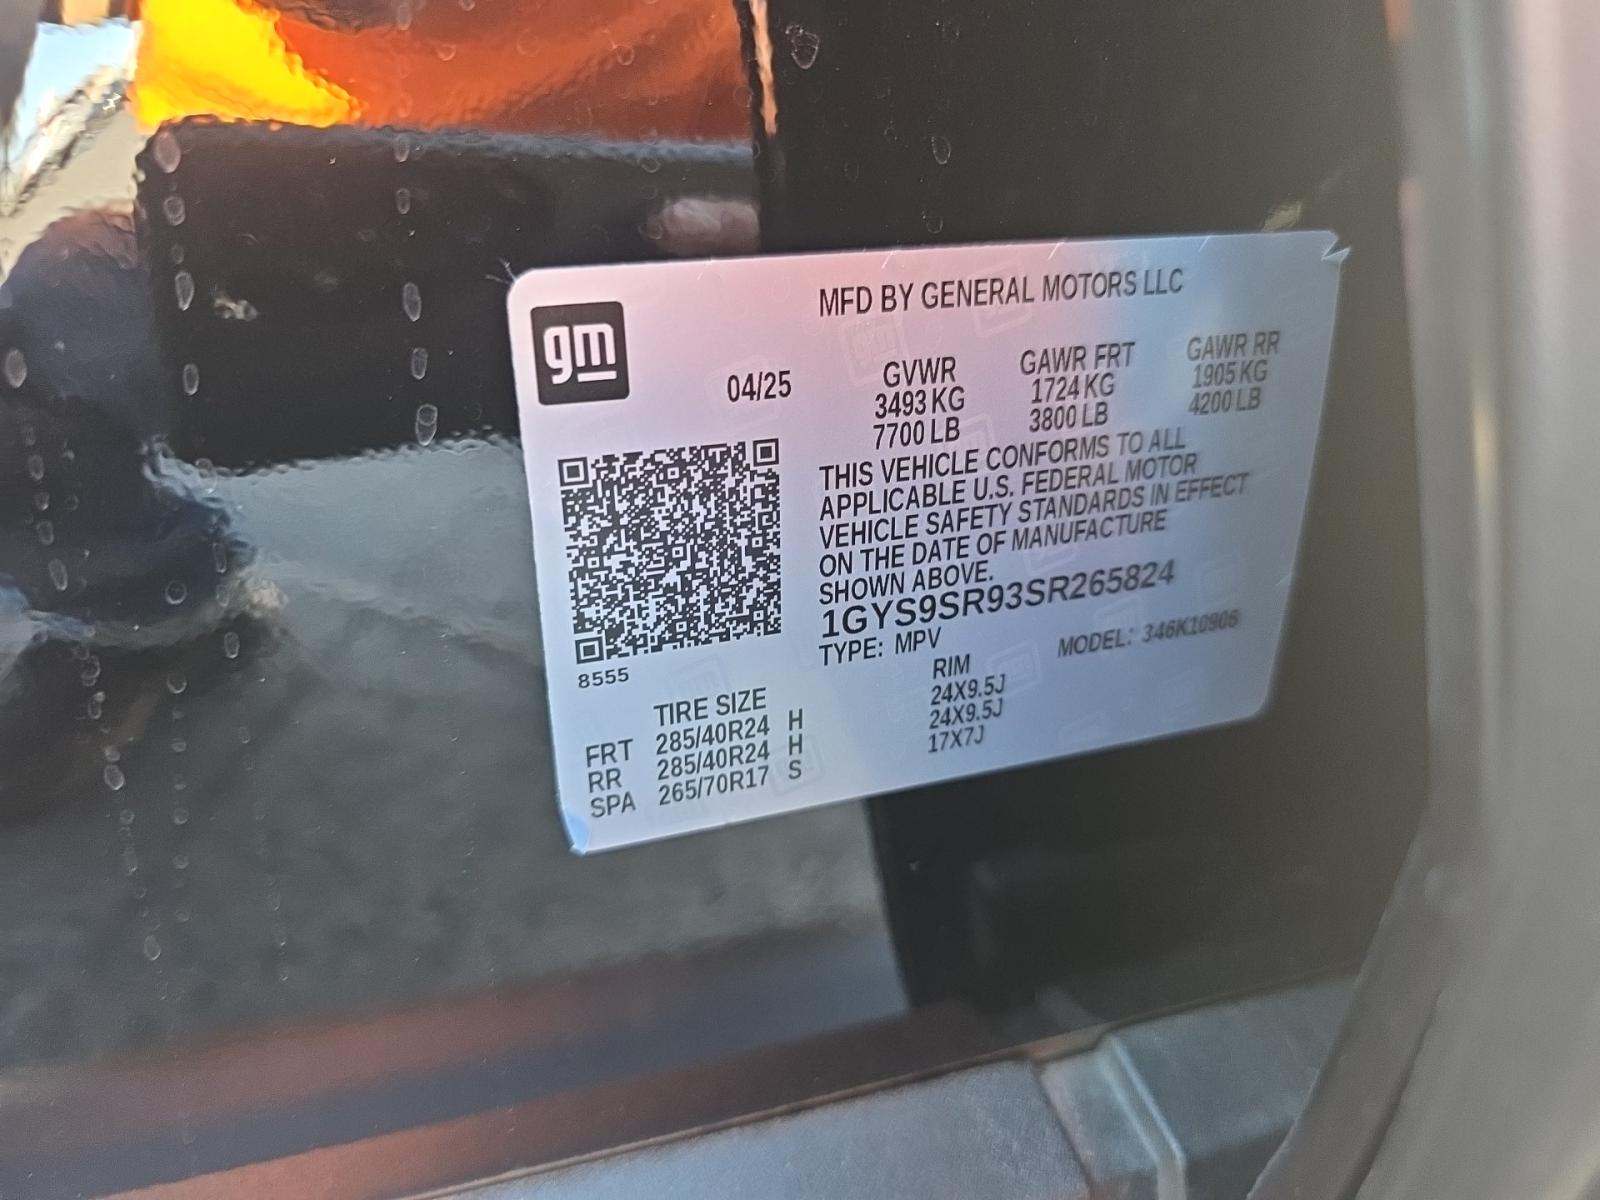 MFD BY GENERAL MOTORS LLC
gm
04/25
GVWR GAWR FRT GAWR RR
3493 KG 1724 KG 1905 KG
7700 LB 3800 LB 4200 LB
THIS VEHICLE CONFORMS TO ALL
APPLICABLE U.S. FEDERAL MOTOR
VEHICLE SAFETY STANDARDS IN EFFECT
ON THE DATE OF MANUFACTURE
SHOWN ABOVE.
1GYS9SR93SR265824
TYPE: MPV MODEL: 346K10906
8555
TIRE SIZE RIM
FRT 285/40R24 H 24X9.5J
RR 285/40R24 H 24X9.5J
SPA 265/70R17 S 17X7J